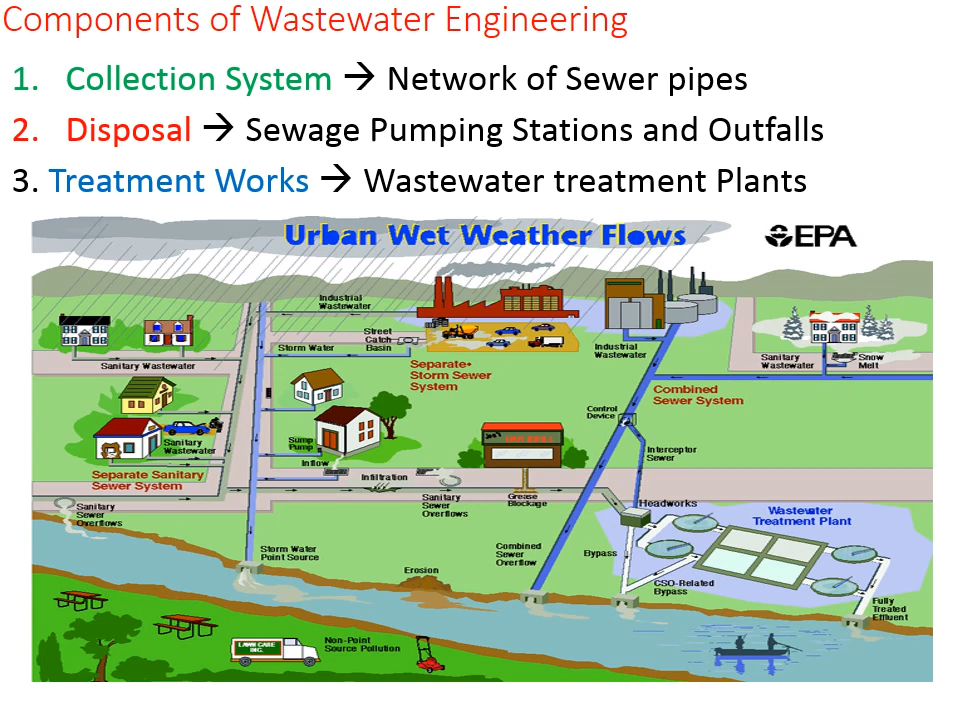 Components of Wastewater Engineering
1. Collection System → Network of Sewer pipes
2. Disposal → Sewage Pumping Stations and Outfalls
3. Treatment Works → Wastewater treatment Plants
Urban Wet Weather Flows
EPA
Industrial
Wastewater
Street
Catch
Basin
Storm Water
Sanitary Wastewater
Separate
Storm Sewer
System
Industrial
Wastewater
Sanitary
Wastewater
Snow
Melt
Combined
Sewer System
Control
Device
Sanitary
Wastewater
Sump
Pump
Inflow
Interceptor
Sewer
Separate Sanitary
Sewer System
Infiltration
Sanitary
Sewer
Overflows
Sanitary
Sewer
Overflows
Grease
Blockage
Headworks
Wastewater
Treatment Plant
Storm Water
Point Source
Combined
Sewer
Overflow
Bypass
Erosion
CSO-Related
Bypass
Fully
Treated
Effluent
LAWN CARE
INC.
Non-Point
Source Pollution